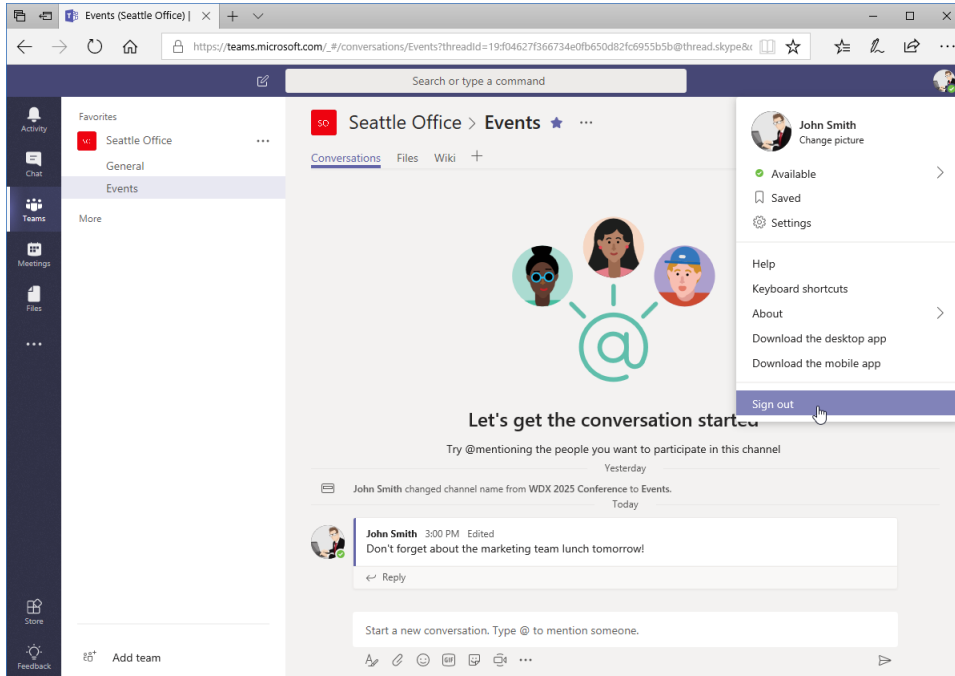 Events (Seattle Office) |
https://teams.microsoft.com/_#/conversations/Events?threadId=19:f04627f366734e0fb650d82fc6955b5b@thread.skype&
Search or type a command
Activity
Chat
Teams
Meetings
Files
Store
Feedback
Favorites
SO Seattle Office
General
Events
More
Add team
SO Seattle Office > Events
Conversations Files Wiki
Let's get the conversation started
Try @mentioning the people you want to participate in this channel
Yesterday
John Smith changed channel name from WDX 2025 Conference to Events.
Today
John Smith 3:00 PM Edited
Don't forget about the marketing team lunch tomorrow!
Reply
Start a new conversation. Type @ to mention someone.
GIF
John Smith
Change picture
Available
Saved
Settings
Help
Keyboard shortcuts
About
Download the desktop app
Download the mobile app
Sign out